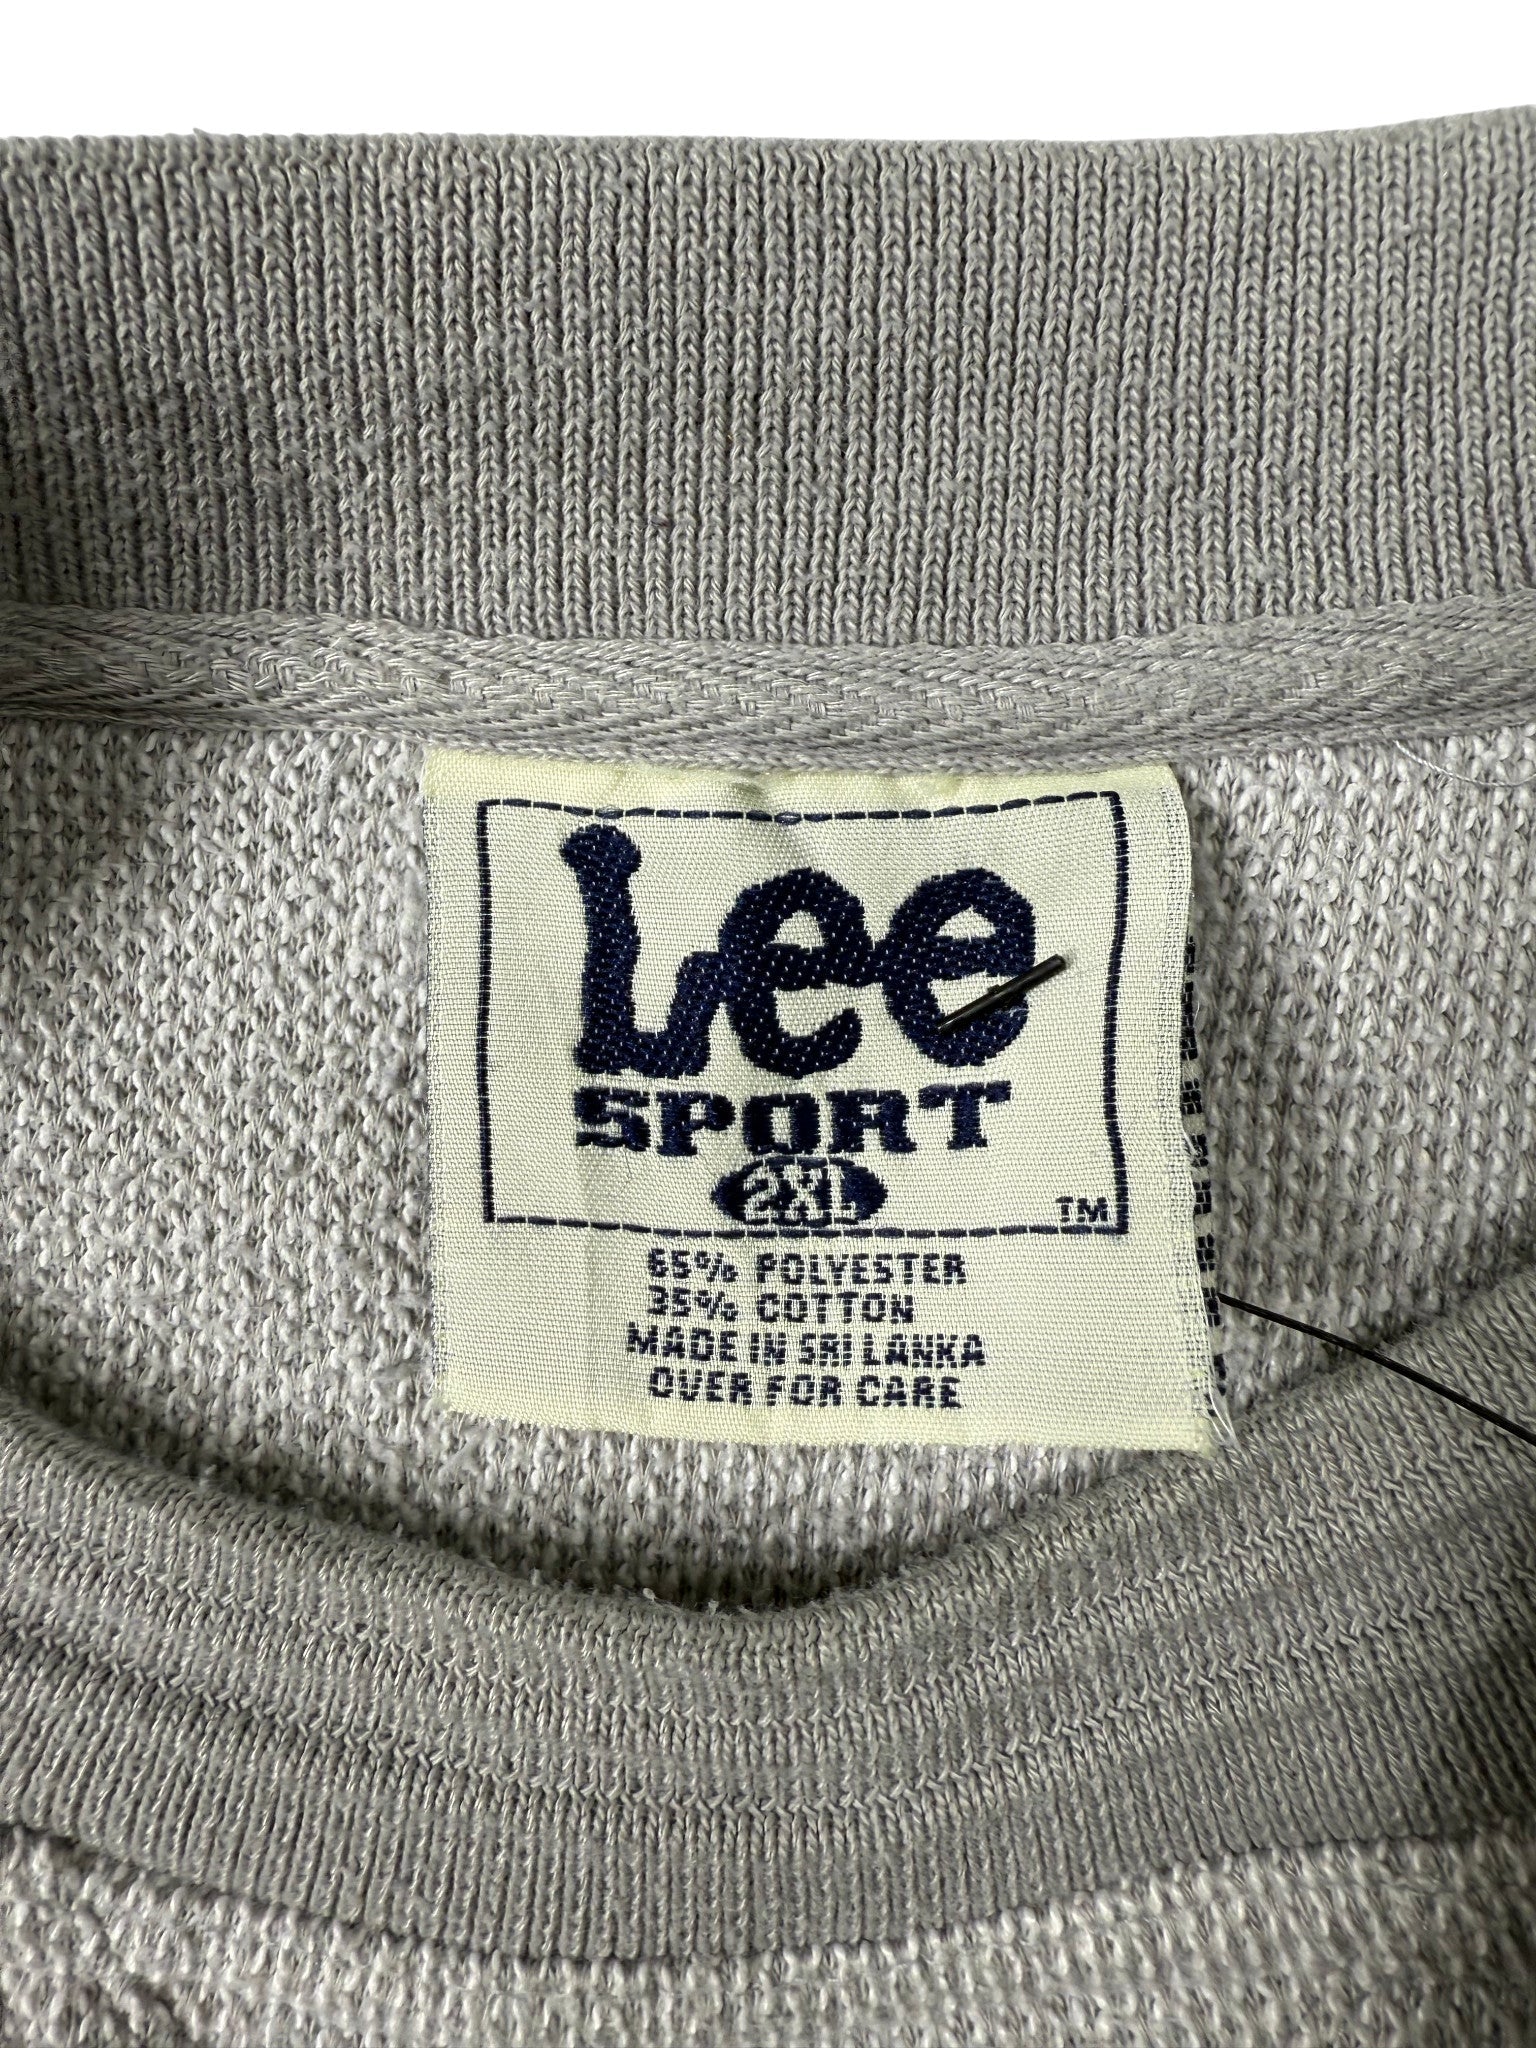 Lee
SPORT
2XL
TM
65% POLYESTER
35% COTTON
MADE IN SRI LANKA
OVER FOR CARE